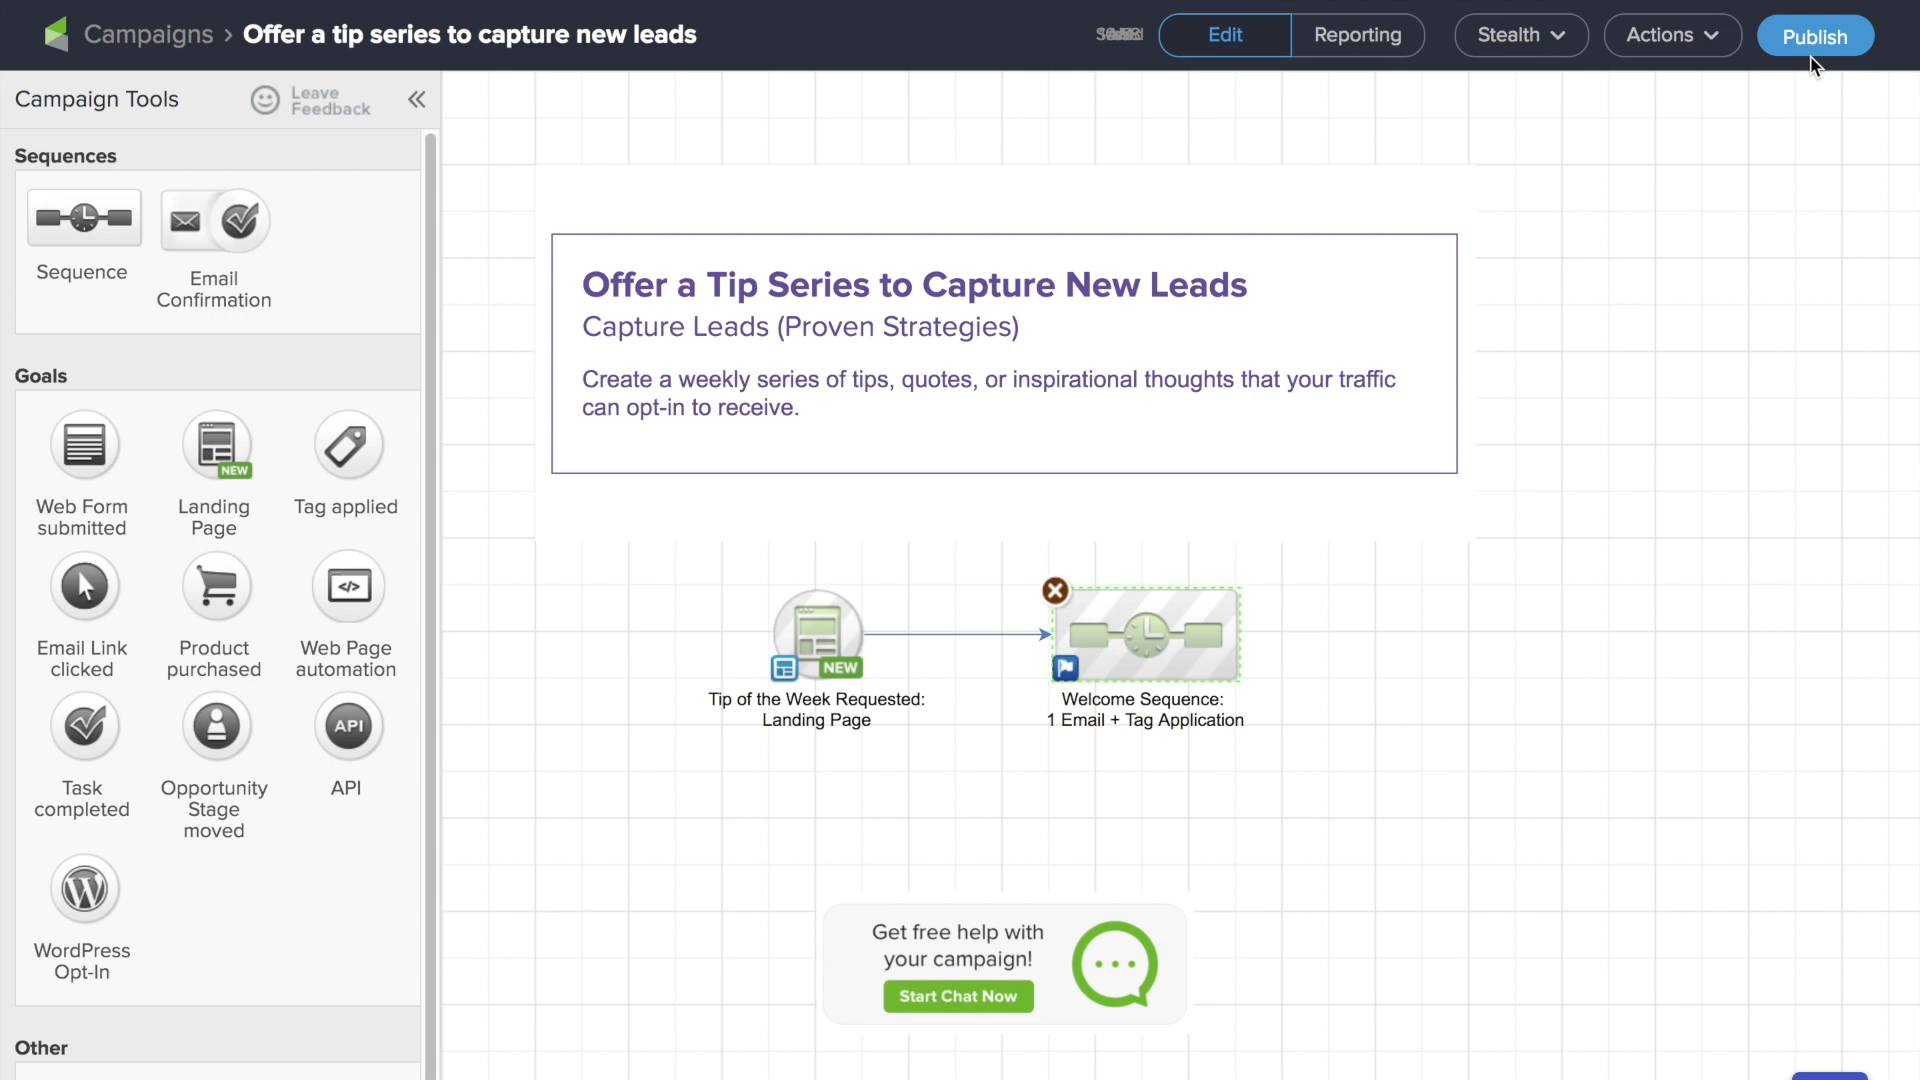 Campaigns › Offer a tip series to capture new leads
Edit
Reporting
Stealth
Actions
Publish
Campaign Tools
Leave
Feedback
Sequences
Sequence
Email
Confirmation
Goals
Web Form
submitted
NEW
Landing
Page
Tag applied
Email Link
clicked
Product
purchased
</>
Web Page
automation
Task
completed
Opportunity
Stage
moved
API
API
WordPress
Opt-In
Other
Offer a Tip Series to Capture New Leads
Capture Leads (Proven Strategies)
Create a weekly series of tips, quotes, or inspirational thoughts that your traffic
can opt-in to receive.
NEW
Tip of the Week Requested:
Landing Page
Welcome Sequence:
1 Email + Tag Application
Get free help with
your campaign!
Start Chat Now